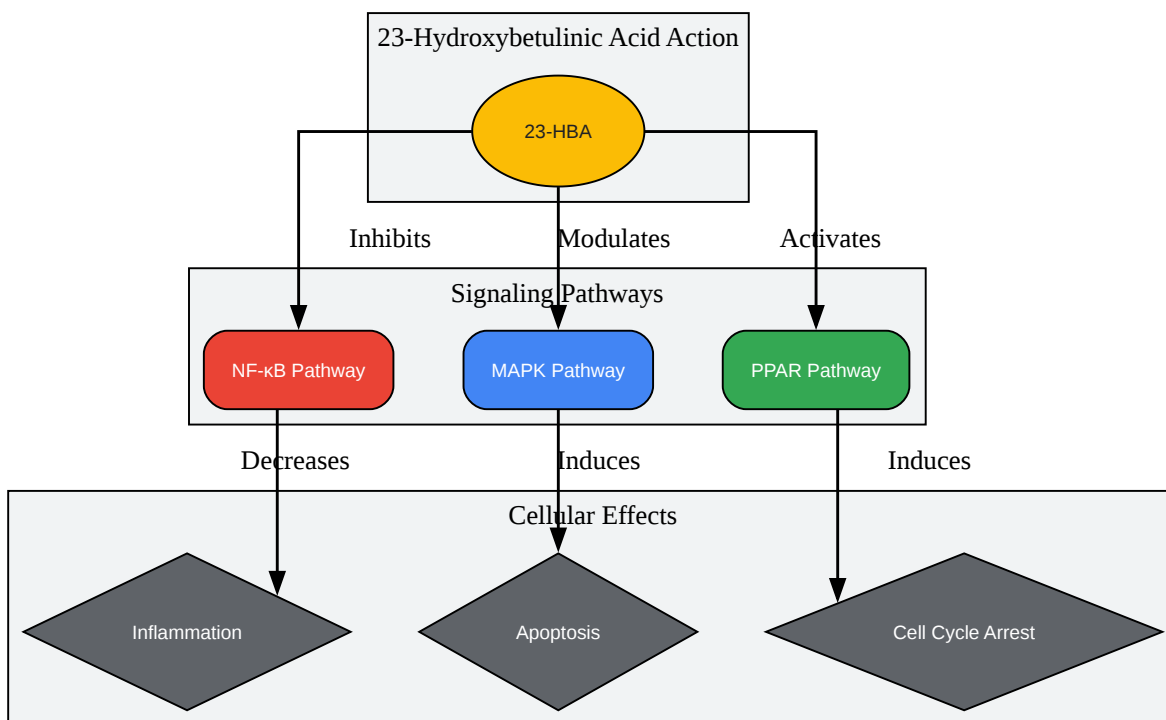 23-Hydroxybetulinic Acid Action
23-HBA
Inhibits
Modulates
Activates
Signaling Pathways
NF-κB Pathway
MAPK Pathway
PPAR Pathway
Decreases
Induces
Induces
Cellular Effects
Inflammation
Apoptosis
Cell Cycle Arrest